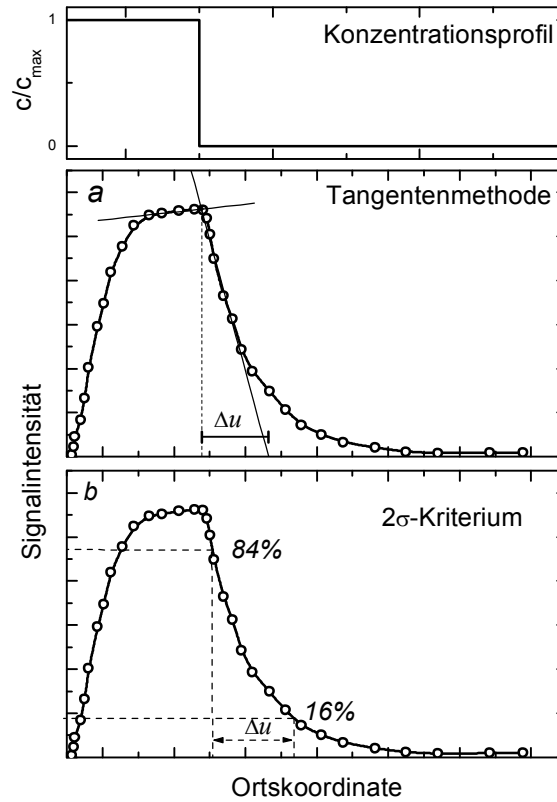 1
Konzentrationsprofil
c/c_max
0
a
Tangentenmethode
Δu
Signalintensität
b
2σ-Kriterium
84%
16%
Δu
Ortskoordinate